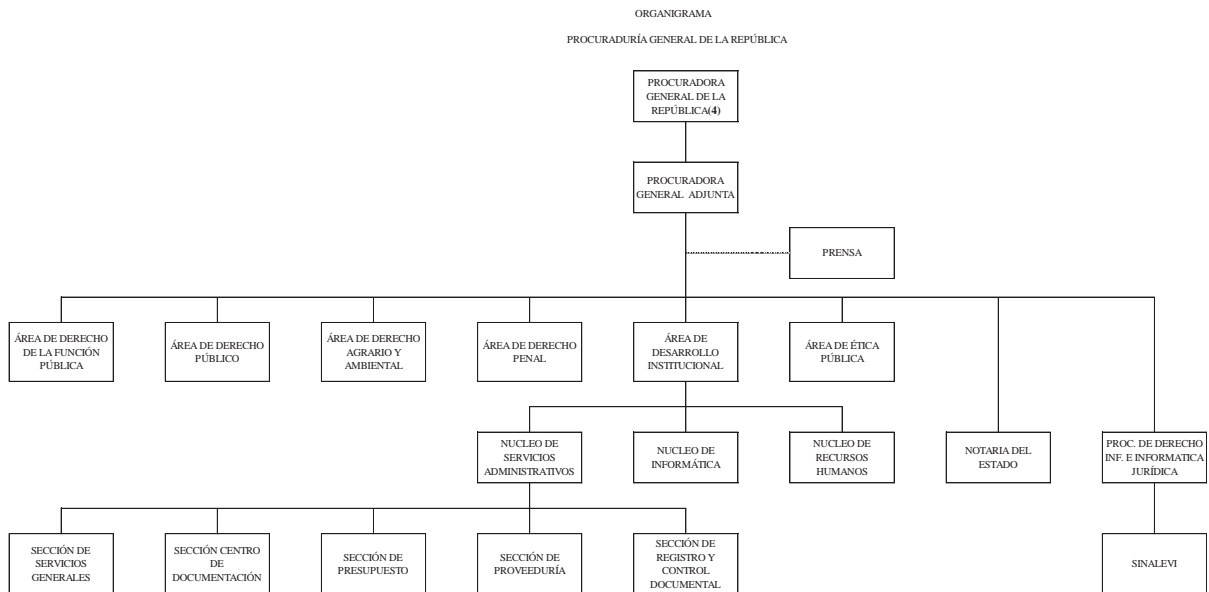 ORGANIGRAMA
PROCURADURÍA GENERAL DE LA REPÚBLICA
PROCURADORA
GENERAL DE LA
REPÚBLICA(4)
PROCURADORA
GENERAL ADJUNTA
PRENSA
ÁREA DE DERECHO
DE LA FUNCIÓN
PÚBLICA
ÁREA DE DERECHO
PÚBLICO
ÁREA DE DERECHO
AGRARIO Y
AMBIENTAL
ÁREA DE DERECHO
PENAL
ÁREA DE
DESARROLLO
INSTITUCIONAL
ÁREA DE ÉTICA
PÚBLICA
NUCLEO DE
SERVICIOS
ADMINISTRATIVOS
NUCLEO DE
INFORMÁTICA
NUCLEO DE
RECURSOS
HUMANOS
NOTARIA DEL
ESTADO
PROC. DE DERECHO
INF. E INFORMATICA
JURÍDICA
SECCIÓN DE
SERVICIOS
GENERALES
SECCIÓN CENTRO
DE
DOCUMENTACIÓN
SECCIÓN DE
PRESUPUESTO
SECCIÓN DE
PROVEEDURÍA
SECCIÓN DE
REGISTRO Y
CONTROL
DOCUMENTAL
SINALEVI